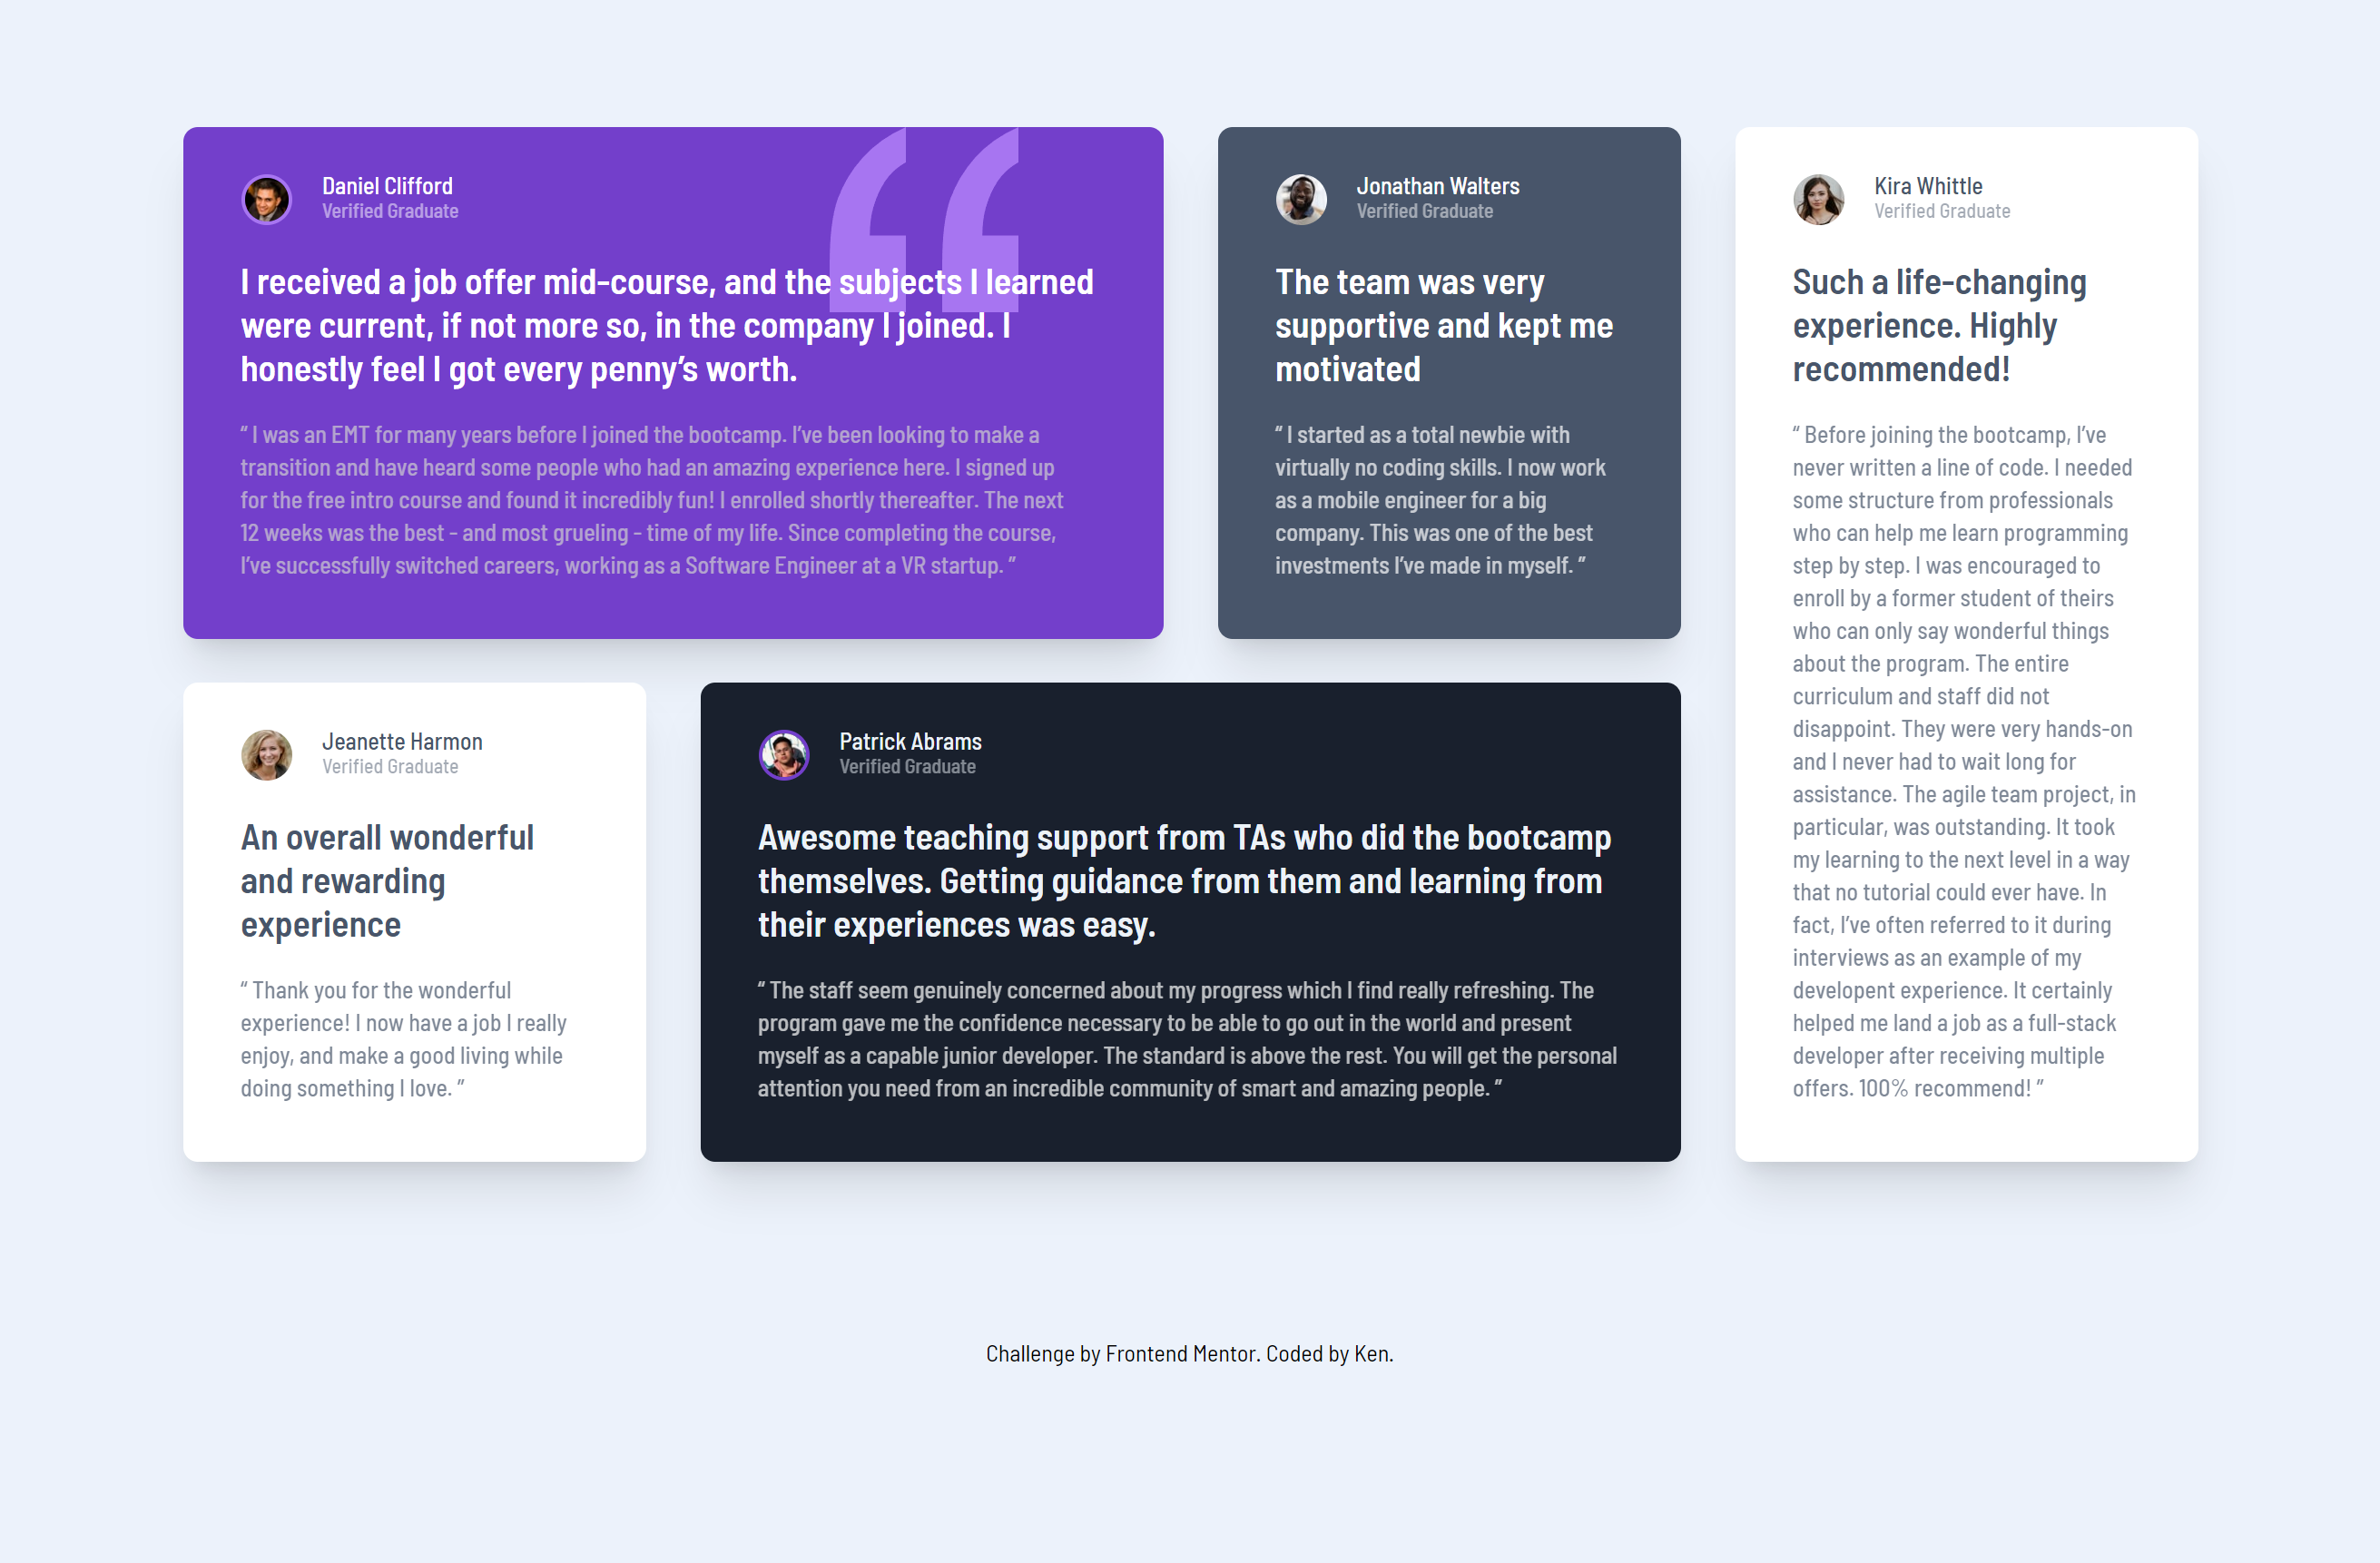 Daniel Clifford
Verified Graduate
I received a job offer mid-course, and the subjects I learned
were current, if not more so, in the company I joined. I
honestly feel I got every penny’s worth.
“ I was an EMT for many years before I joined the bootcamp. I’ve been looking to make a
transition and have heard some people who had an amazing experience here. I signed up
for the free intro course and found it incredibly fun! I enrolled shortly thereafter. The next
12 weeks was the best - and most grueling - time of my life. Since completing the course,
I’ve successfully switched careers, working as a Software Engineer at a VR startup. ”
Jonathan Walters
Verified Graduate
The team was very
supportive and kept me
motivated
“ I started as a total newbie with
virtually no coding skills. I now work
as a mobile engineer for a big
company. This was one of the best
investments I’ve made in myself. ”
Kira Whittle
Verified Graduate
Such a life-changing
experience. Highly
recommended!
“ Before joining the bootcamp, I’ve
never written a line of code. I needed
some structure from professionals
who can help me learn programming
step by step. I was encouraged to
enroll by a former student of theirs
who can only say wonderful things
about the program. The entire
curriculum and staff did not
disappoint. They were very hands-on
and I never had to wait long for
assistance. The agile team project, in
particular, was outstanding. It took
my learning to the next level in a way
that no tutorial could ever have. In
fact, I’ve often referred to it during
interviews as an example of my
developent experience. It certainly
helped me land a job as a full-stack
developer after receiving multiple
offers. 100% recommend! ”
Jeanette Harmon
Verified Graduate
An overall wonderful
and rewarding
experience
“ Thank you for the wonderful
experience! I now have a job I really
enjoy, and make a good living while
doing something I love. ”
Patrick Abrams
Verified Graduate
Awesome teaching support from TAs who did the bootcamp
themselves. Getting guidance from them and learning from
their experiences was easy.
“ The staff seem genuinely concerned about my progress which I find really refreshing. The
program gave me the confidence necessary to be able to go out in the world and present
myself as a capable junior developer. The standard is above the rest. You will get the personal
attention you need from an incredible community of smart and amazing people. ”
Challenge by Frontend Mentor. Coded by Ken.